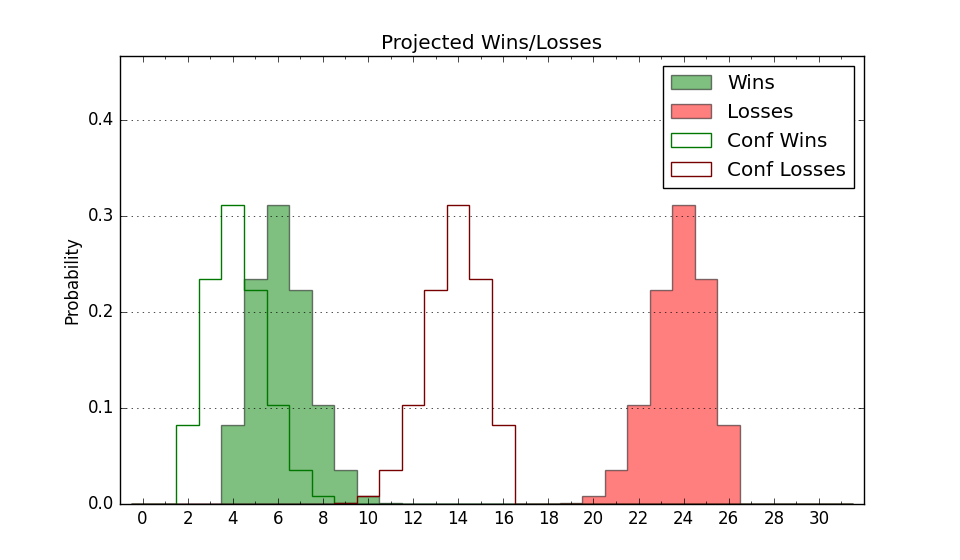 Projected Wins/Losses
Wins
Losses
Conf Wins
Conf Losses
Probability
0.4
0.3
0.2
0.1
0.0
0 2 4 6 8 10 12 14 16 18 20 22 24 26 28 30